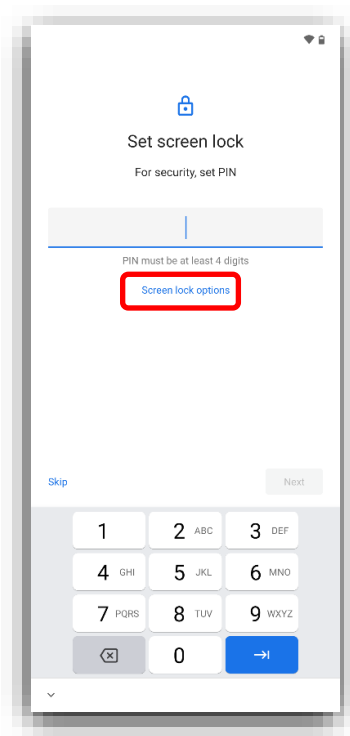 Set screen lock
For security, set PIN
PIN must be at least 4 digits
Screen lock options
Skip Next
1 2 ABC 3 DEF
4 GHI 5 JKL 6 MNO
7 PQRS 8 TUV 9 WXYZ
0